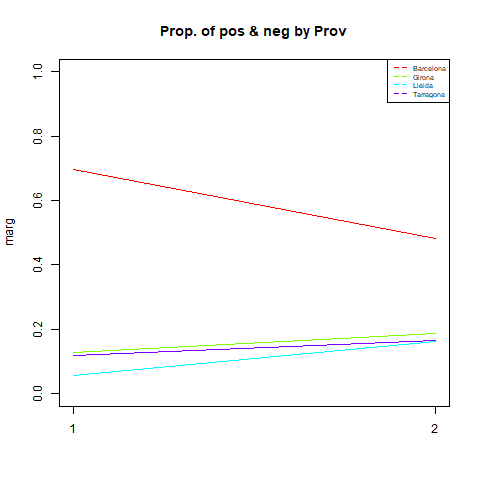 Prop. of pos & neg by Prov
Barcelona
Girona
Lleida
Tarragona
marg
1.0
0.8
0.6
0.4
0.2
0.0
1
2